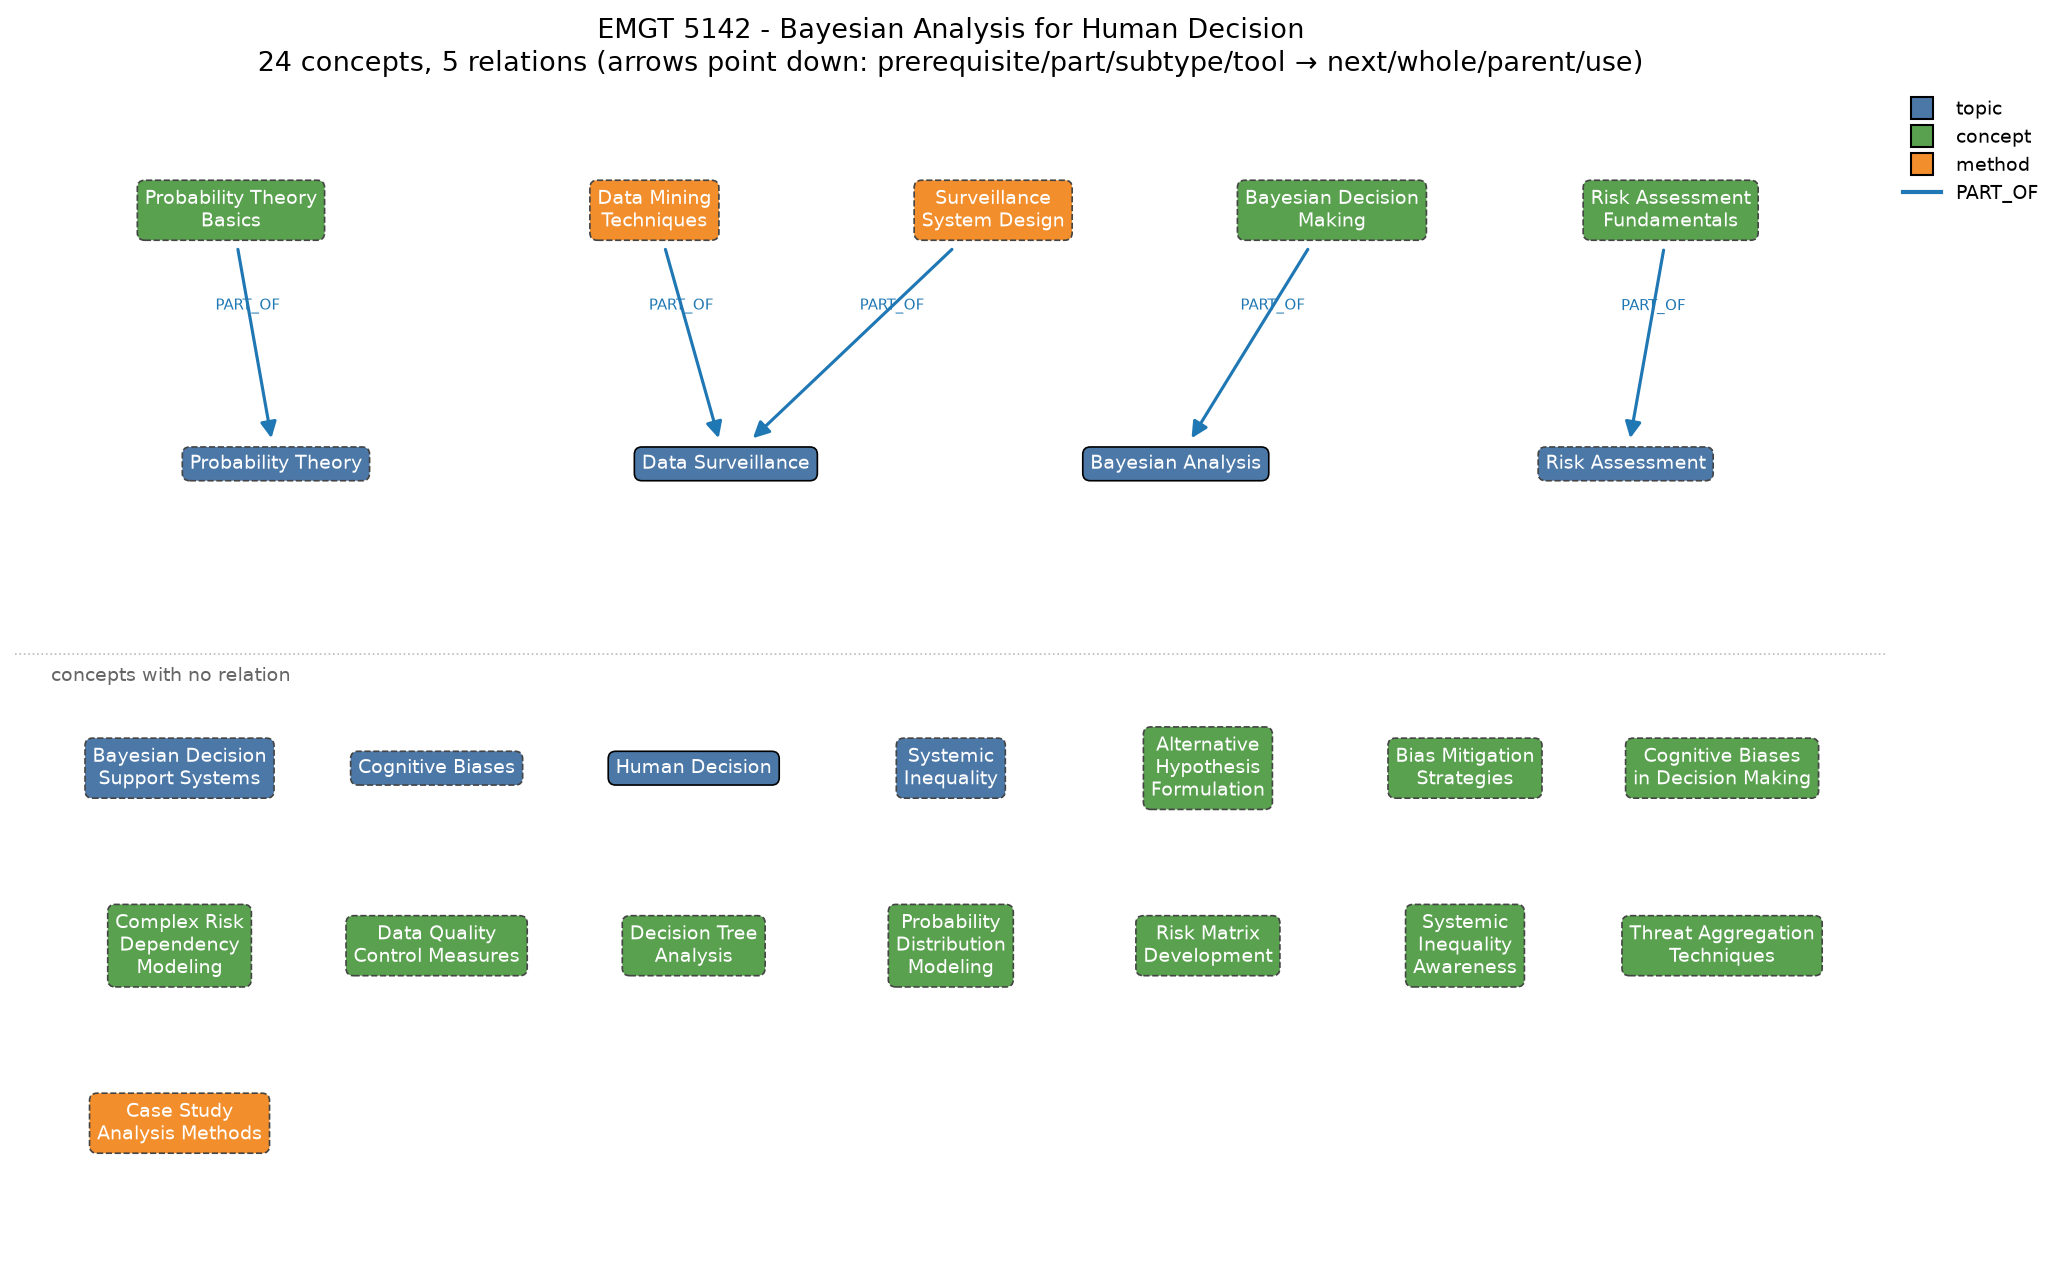 EMGT 5142 - Bayesian Analysis for Human Decision
24 concepts, 5 relations (arrows point down: prerequisite/part/subtype/tool → next/whole/parent/use)
topic
concept
method
PART_OF
Probability Theory
Basics
Data Mining
Techniques
Surveillance
System Design
Bayesian Decision
Making
Risk Assessment
Fundamentals
PART_OF
PART_OF
PART_OF
PART_OF
PART_OF
Probability Theory
Data Surveillance
Bayesian Analysis
Risk Assessment
concepts with no relation
Bayesian Decision
Support Systems
Cognitive Biases
Human Decision
Systemic
Inequality
Alternative
Hypothesis
Formulation
Bias Mitigation
Strategies
Cognitive Biases
in Decision Making
Complex Risk
Dependency
Modeling
Data Quality
Control Measures
Decision Tree
Analysis
Probability
Distribution
Modeling
Risk Matrix
Development
Systemic
Inequality
Awareness
Threat Aggregation
Techniques
Case Study
Analysis Methods